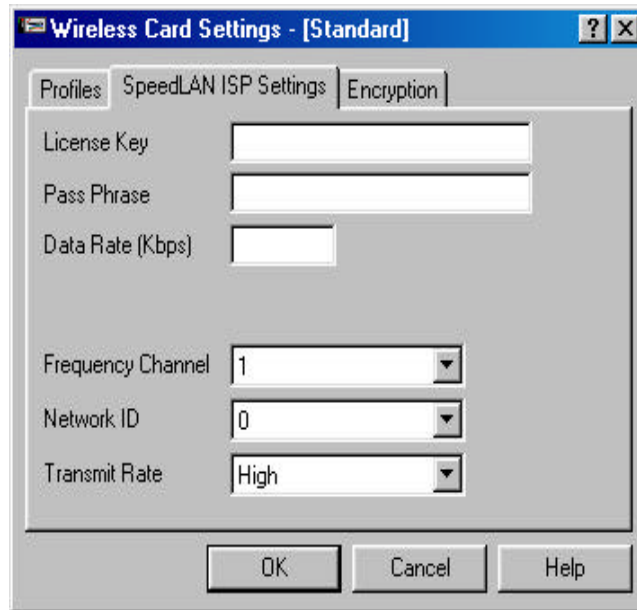 Wireless Card Settings - [Standard]
Profiles SpeedLAN ISP Settings Encryption
License Key
Pass Phrase
Data Rate (Kbps)
Frequency Channel 1
Network ID 0
Transmit Rate High
OK Cancel Help